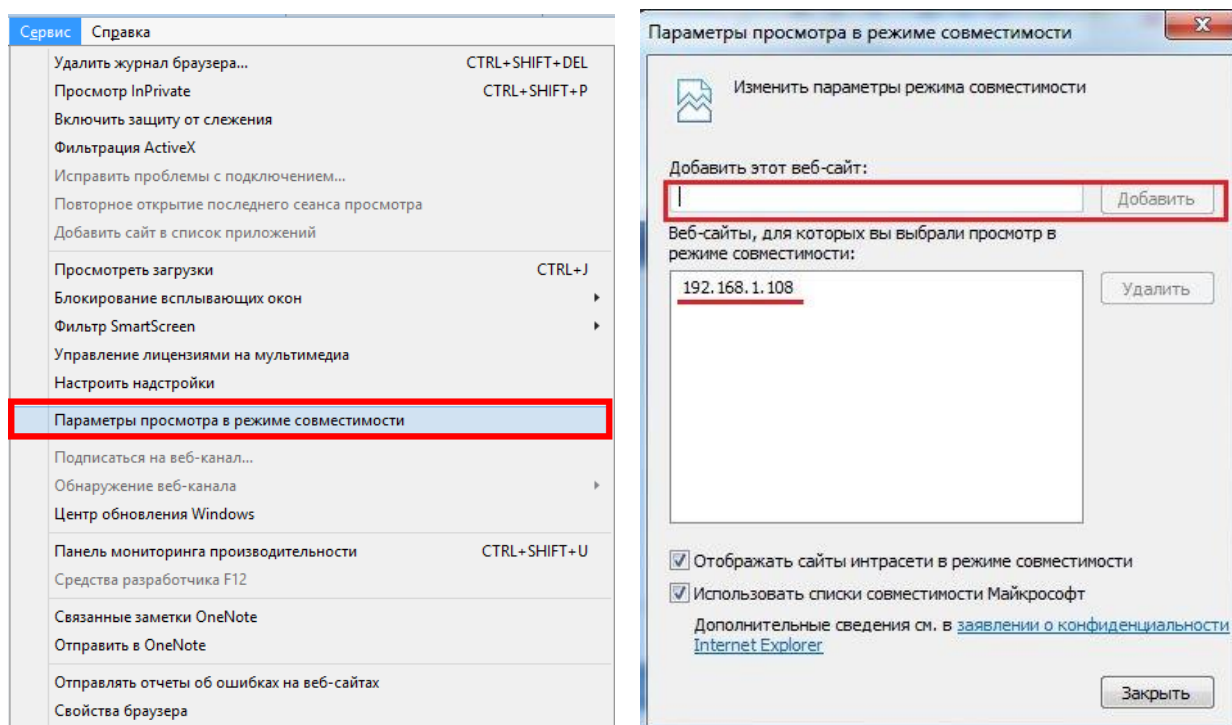 Сервис Справка
Удалить журнал браузера... CTRL+SHIFT+DEL
Просмотр InPrivate CTRL+SHIFT+P
Включить защиту от слежения
Фильтрация ActiveX
Исправить проблемы с подключением...
Повторное открытие последнего сеанса просмотра
Добавить сайт в список приложений
Просмотреть загрузки CTRL+J
Блокирование всплывающих окон
Фильтр SmartScreen
Управление лицензиями на мультимедиа
Настроить надстройки
Параметры просмотра в режиме совместимости
Подписаться на веб-канал...
Обнаружение веб-канала
Центр обновления Windows
Панель мониторинга производительности CTRL+SHIFT+U
Средства разработчика F12
Связанные заметки OneNote
Отправить в OneNote
Отправлять отчеты об ошибках на веб-сайтах
Свойства браузера
Параметры просмотра в режиме совместимости
Изменить параметры режима совместимости
Добавить этот веб-сайт:
Добавить
Веб-сайты, для которых вы выбрали просмотр в
режиме совместимости:
192.168.1.108
Удалить
Отображать сайты интрасети в режиме совместимости
Использовать списки совместимости Майкрософт
Дополнительные сведения см. в заявлении о конфиденциальности
Internet Explorer
Закрыть